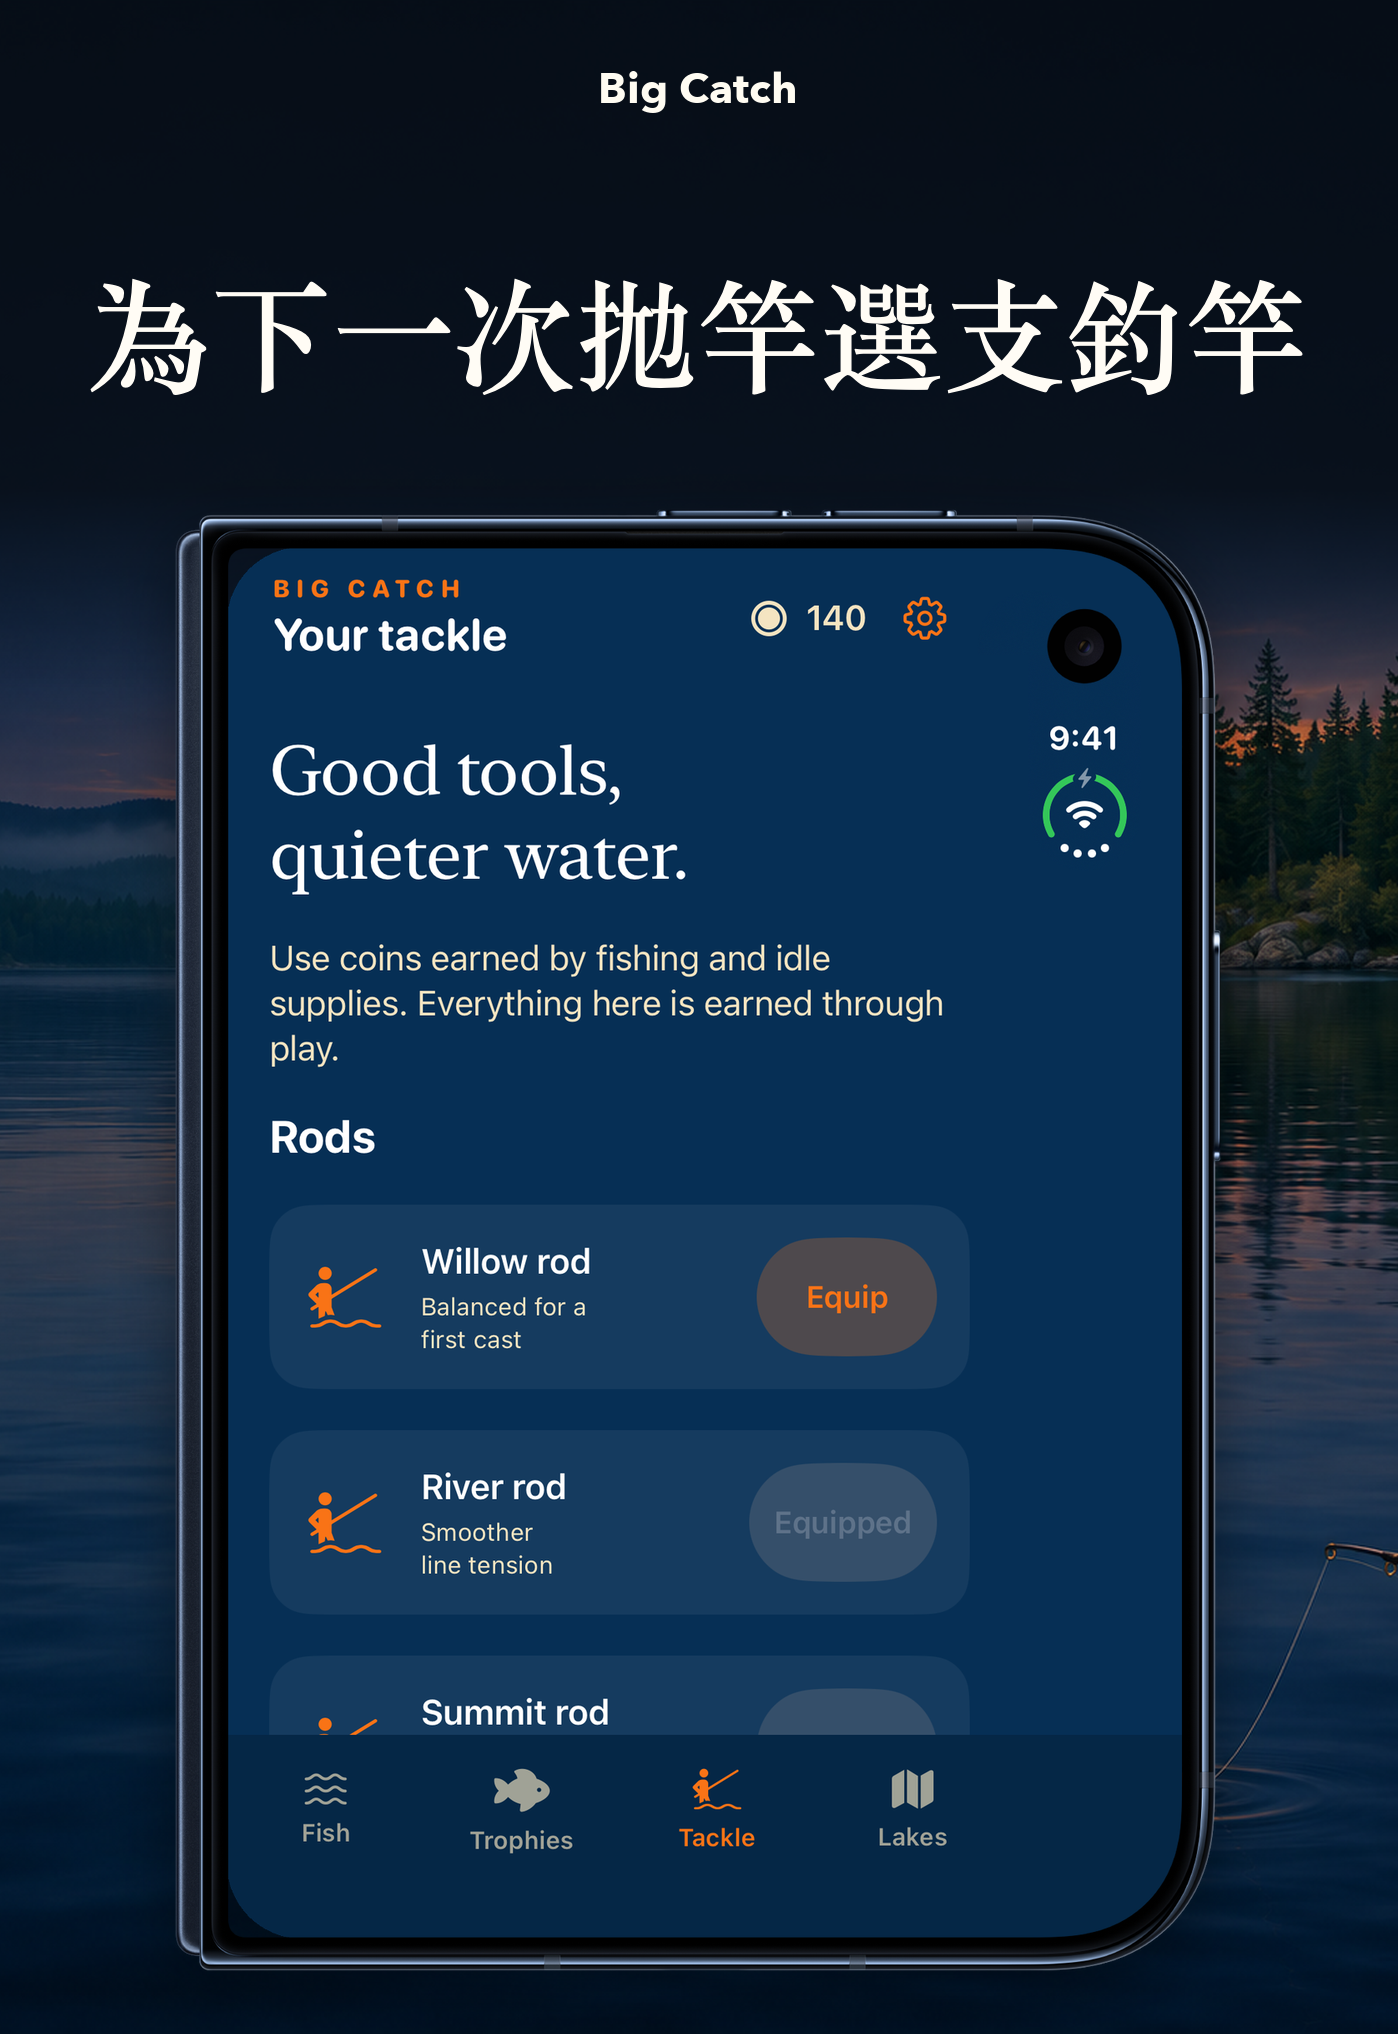 Big Catch
為下一次拋竿選支釣竿
BIG CATCH
Your tackle
140
9:41
Good tools,
quieter water.
Use coins earned by fishing and idle
supplies. Everything here is earned through
play.
Rods
Willow rod
Balanced for a
first cast
Equip
River rod
Smoother
line tension
Equipped
Summit rod
Fish
Trophies
Tackle
Lakes